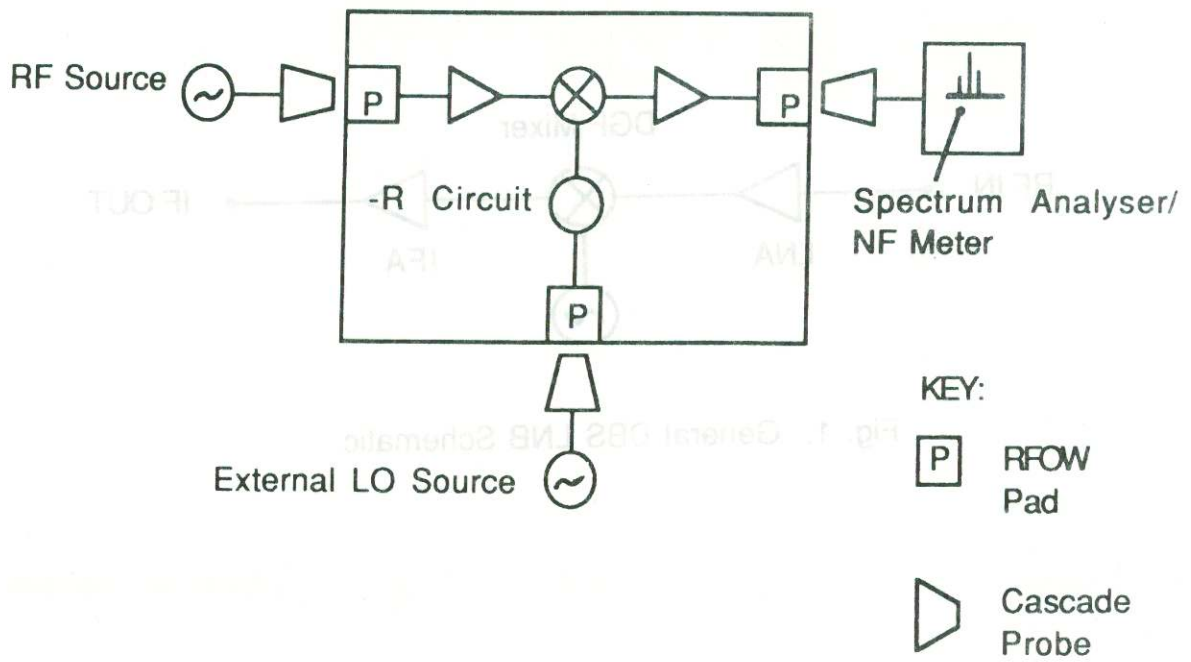 RF Source
P
P
-R Circuit
Spectrum Analyser/
NF Meter
P
External LO Source
KEY:
P
RFOW
Pad
Cascade
Probe